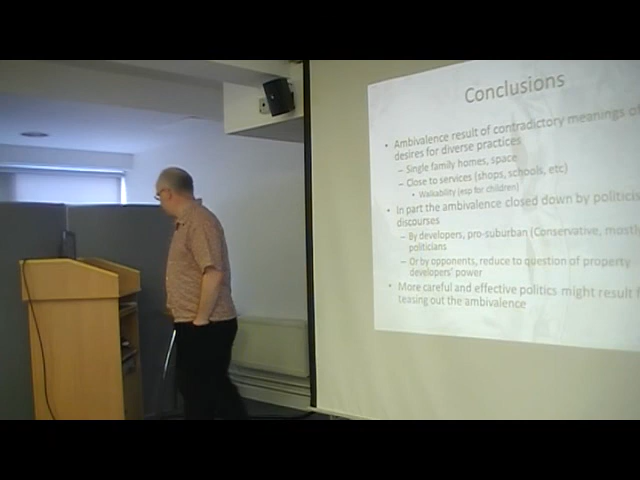 Conclusions
• Ambivalence result of contradictory meanings of
desires for diverse practices
– Single family homes, space
– Close to services (shops, schools, etc)
• Walkability (esp for children)
• In part the ambivalence closed down by
discourses
– By developers, pro-suburban (Conservative, mostly
politicians
– Or by opponents, reduce to question of property
developers' power
• More careful and effective politics might result
teasing out the ambivalence